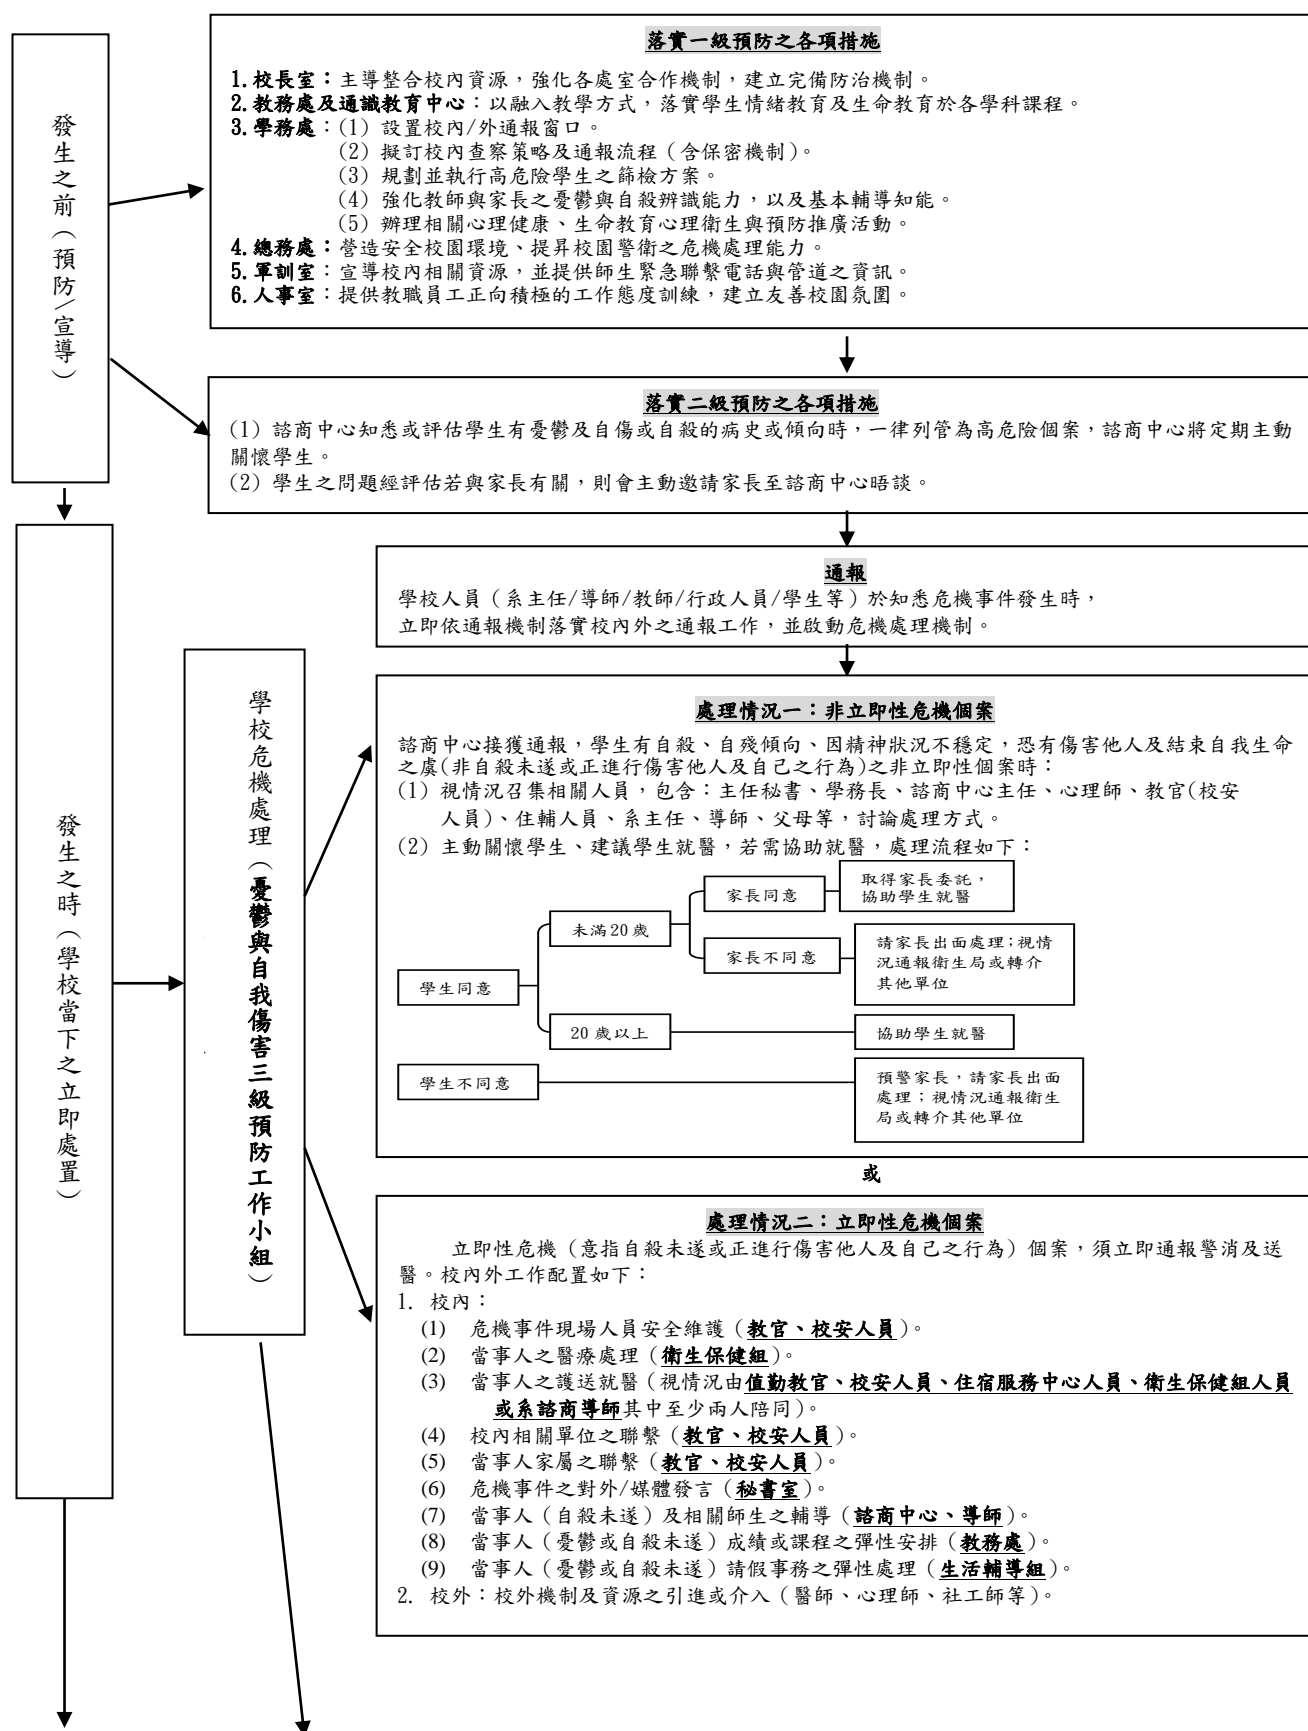 發生之前（預防/宣導）
落實一級預防之各項措施
1.校長室：主導整合校內資源，強化各處室合作機制，建立完備防治機制。
2.教務處及通識教育中心：以融入教學方式，落實學生情緒教育及生命教育於各學科課程。
3.學務處：(1) 設置校內/外通報窗口。
(2) 擬訂校內查察策略及通報流程（含保密機制）。
(3) 規劃並執行高危險學生之篩檢方案。
(4) 強化教師與家長之憂鬱與自殺辨識能力，以及基本輔導知能。
(5) 辦理相關心理健康、生命教育心理衛生與預防推廣活動。
4.總務處：營造安全校園環境、提昇校園警衛之危機處理能力。
5.軍訓室：宣導校內相關資源，並提供師生緊急聯繫電話與管道之資訊。
6.人事室：提供教職員工正向積極的工作態度訓練，建立友善校園氛圍。
落實二級預防之各項措施
(1) 諮商中心知悉或評估學生有憂鬱及自傷或自殺的病史或傾向時，一律列管為高危險個案，諮商中心將定期主動
關懷學生。
(2) 學生之問題經評估若與家長有關，則會主動邀請家長至諮商中心晤談。
發生之時（學校當下之立即處置）
學校危機處理（憂鬱與自我傷害三級預防工作小組）
通報
學校人員（系主任/導師/教師/行政人員/學生等）於知悉危機事件發生時，
立即依通報機制落實校內外之通報工作，並啟動危機處理機制。
處理情況一：非立即性危機個案
諮商中心接獲通報，學生有自殺、自殘傾向、因精神狀況不穩定，恐有傷害他人及結束自我生命
之虞(非自殺未遂或正進行傷害他人及自己之行為)之非立即性個案時：
(1) 視情況召集相關人員，包含：主任秘書、學務長、諮商中心主任、心理師、教官(校安
人員)、住輔人員、系主任、導師、父母等，討論處理方式。
(2) 主動關懷學生、建議學生就醫，若需協助就醫，處理流程如下：
學生同意
未滿20歲
家長同意
取得家長委託，
協助學生就醫
家長不同意
請家長出面處理；視情
況通報衛生局或轉介
其他單位
20歲以上
協助學生就醫
學生不同意
預警家長，請家長出面
處理；視情況通報衛生
局或轉介其他單位
或
處理情況二：立即性危機個案
立即性危機（意指自殺未遂或正進行傷害他人及自己之行為）個案，須立即通報警消及送
醫。校內外工作配置如下：
1. 校內：
(1) 危機事件現場人員安全維護（教官、校安人員）。
(2) 當事人之醫療處理（衛生保健組）。
(3) 當事人之護送就醫（視情況由值勤教官、校安人員、住宿服務中心人員、衛生保健組人員
或系諮商導師其中至少兩人陪同）。
(4) 校內相關單位之聯繫（教官、校安人員）。
(5) 當事人家屬之聯繫（教官、校安人員）。
(6) 危機事件之對外/媒體發言（秘書室）。
(7) 當事人（自殺未遂）及相關師生之輔導（諮商中心、導師）。
(8) 當事人（憂鬱或自殺未遂）成績或課程之彈性安排（教務處）。
(9) 當事人（憂鬱或自殺未遂）請假事務之彈性處理（生活輔導組）。
2. 校外：校外機制及資源之引進或介入（醫師、心理師、社工師等）。